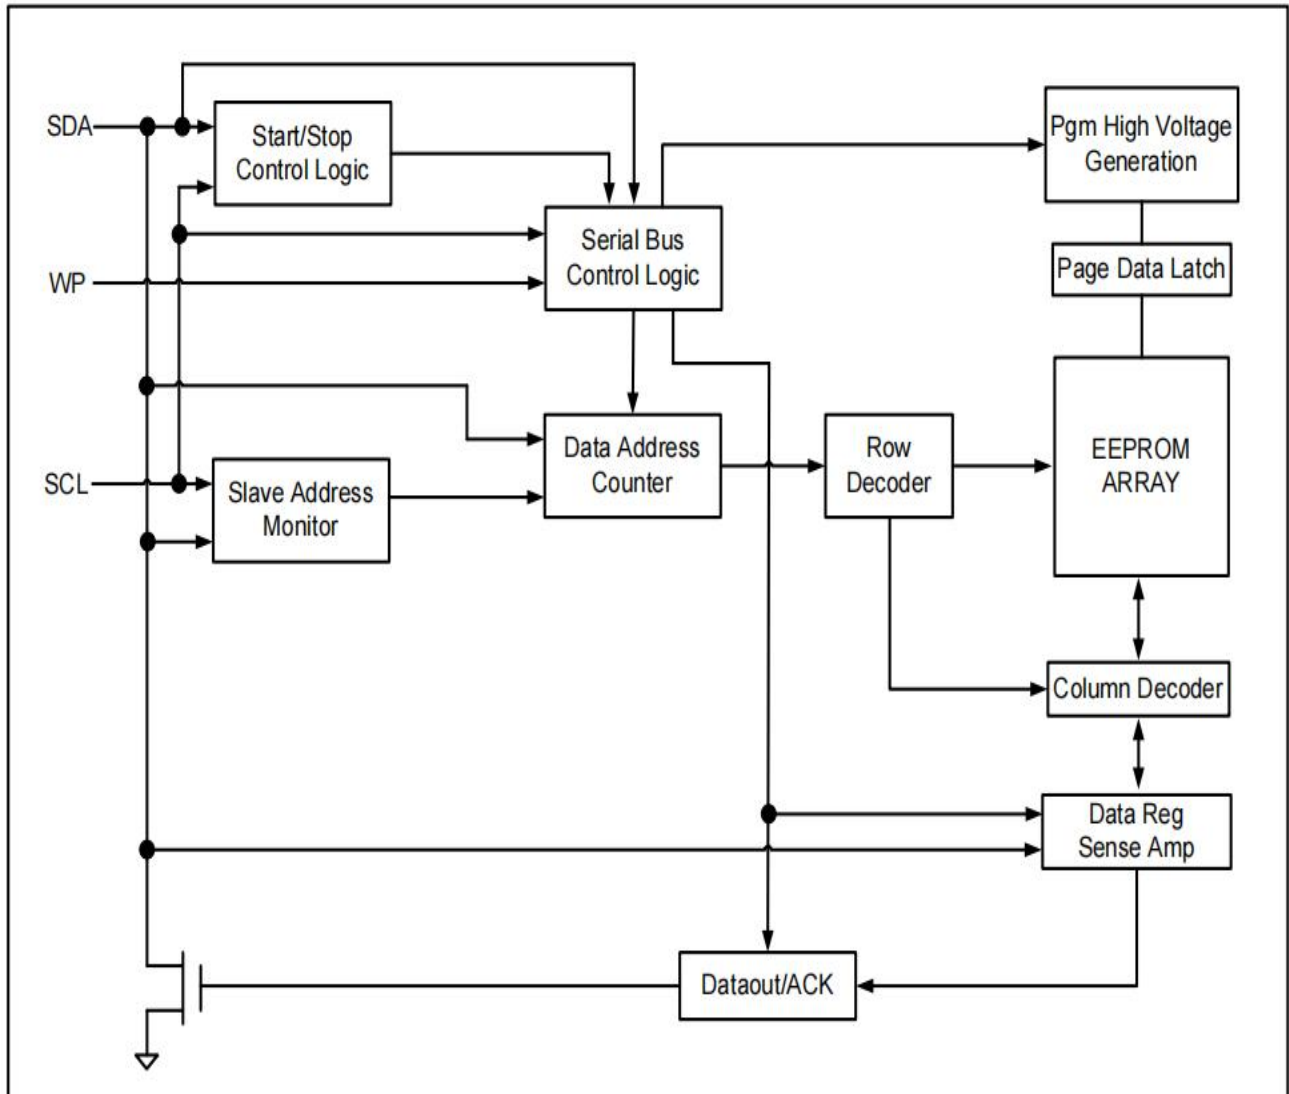 SDA
Start/Stop
Control Logic
Pgm High Voltage
Generation
Serial Bus
Control Logic
WP
Page Data Latch
Data Address
Counter
Row
Decoder
EEPROM
ARRAY
SCL
Slave Address
Monitor
Column Decoder
Data Reg
Sense Amp
Dataout/ACK